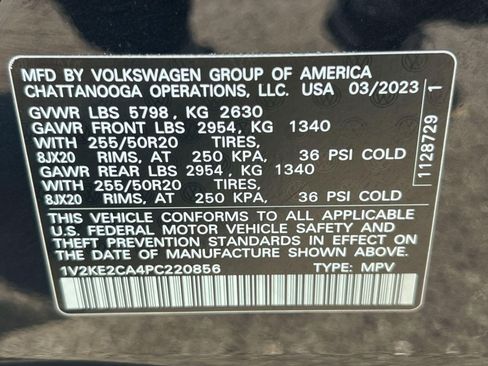 MFD BY VOLKSWAGEN GROUP OF AMERICA
CHATTANOOGA OPERATIONS, LLC. USA 03/2023
GVWR LBS 5798, KG 2630
GAWR FRONT LBS 2954, KG 1340
WITH 255/50R20 TIRES,
8JX20 RIMS, AT 250 KPA, 36 PSI COLD
GAWR REAR LBS 2954, KG 1340
WITH 255/50R20 TIRES,
8JX20 RIMS, AT 250 KPA, 36 PSI COLD
THIS VEHICLE CONFORMS TO ALL APPLICABLE
U.S. FEDERAL MOTOR VEHICLE SAFETY AND
THEFT PREVENTION STANDARDS IN EFFECT ON
THE DATE OF MANUFACTURE SHOWN ABOVE.
1V2KE2CA4PC220856 TYPE: MPV
1128729 1